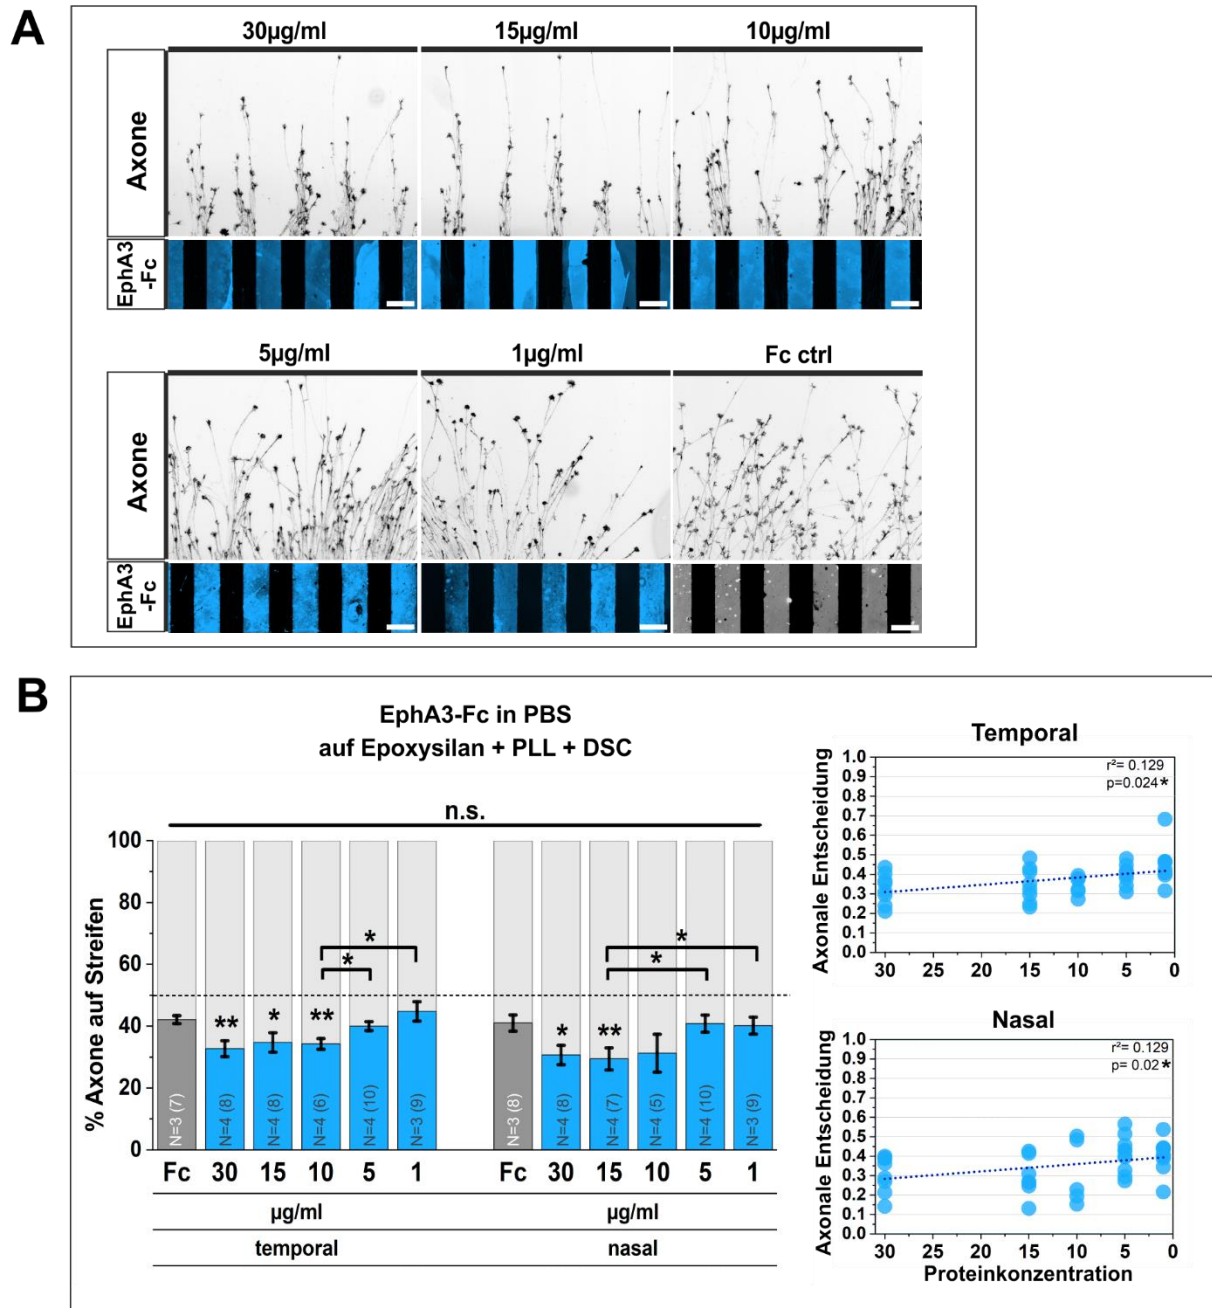 A
30µg/ml 15µg/ml 10µg/ml
Axone
EphA3
-Fc
5µg/ml 1µg/ml Fc ctrl
Axone
EphA3
-Fc
B
EphA3-Fc in PBS
auf Epoxysilan + PLL + DSC
n.s.
% Axone auf Streifen
100
80
60
40
20
0
* *
** * **
* *
* **
N=3 (7) N=4 (8) N=4 (8) N=4 (6) N=4 (10) N=3 (9)
N=3 (8) N=4 (8) N=4 (7) N=4 (5) N=4 (10) N=3 (9)
Fc 30 15 10 5 1 Fc 30 15 10 5 1
µg/ml µg/ml
temporal nasal
Temporal
r²= 0.129
p=0.024 *
Axonale Entscheidung
1.0
0.9
0.8
0.7
0.6
0.5
0.4
0.3
0.2
0.1
0.0
30 25 20 15 10 5 0
Nasal
r²= 0.129
p= 0.02 *
Axonale Entscheidung
1.0
0.9
0.8
0.7
0.6
0.5
0.4
0.3
0.2
0.1
0.0
30 25 20 15 10 5 0
Proteinkonzentration